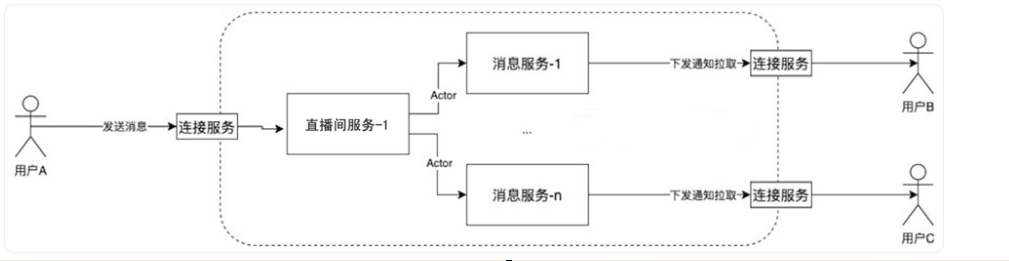 用户A
发送消息
连接服务
直播间服务-1
Actor
Actor
消息服务-1
...
消息服务-n
下发通知拉取
连接服务
用户B
下发通知拉取
连接服务
用户C